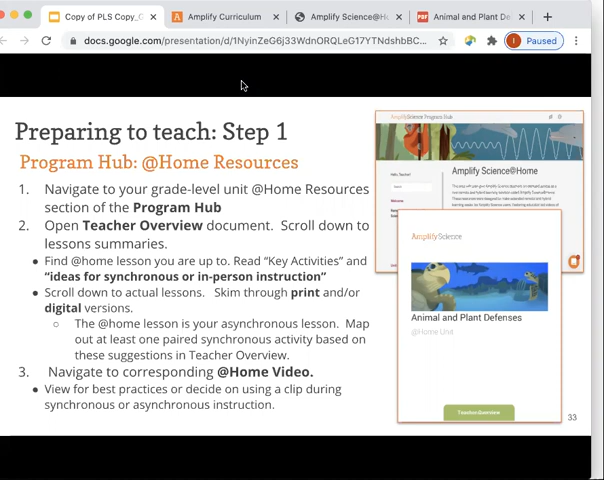 Copy of PLS Copy_G
Amplify Curriculum
Amplify Science@H
Animal and Plant De
docs.google.com/presentation/d/1NyinZeG6j33WdnORQLeG17YTNdshbBC...
Paused
Preparing to teach: Step 1
Program Hub: @Home Resources
1. Navigate to your grade-level unit @Home Resources
section of the Program Hub
2. Open Teacher Overview document. Scroll down to
lessons summaries.
• Find @home lesson you are up to. Read “Key Activities” and
“ideas for synchronous or in-person instruction”
• Scroll down to actual lessons. Skim through print and/or
digital versions.
○ The @home lesson is your asynchronous lesson. Map
out at least one paired synchronous activity based on
these suggestions in Teacher Overview.
3. Navigate to corresponding @Home Video.
• View for best practices or decide on using a clip during
synchronous or asynchronous instruction.
AmplifyScience Program Hub
Hello, Teacher!
Amplify Science@Home
Welcome
AmplifyScience
Animal and Plant Defenses
@Home Unit
Teacher Overview
33